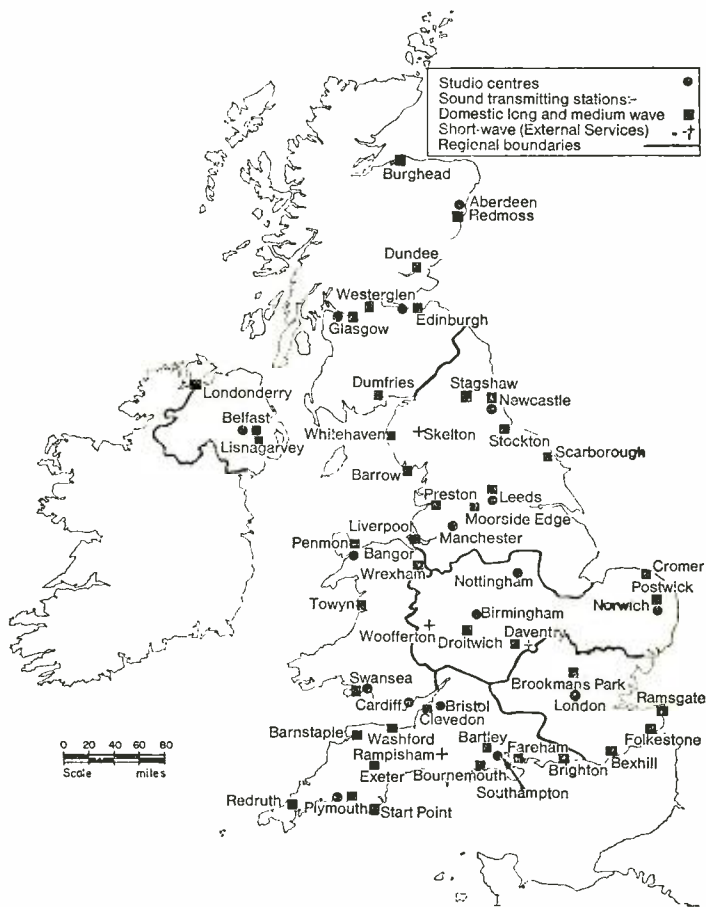 Studio centres
Sound transmitting stations:-
Domestic long and medium wave
Short-wave (External Services)
Regional boundaries
Burghead
Aberdeen
Redmoss
Dundee
Westerglen
Glasgow
Edinburgh
Londonderry
Dumfries
Stagshaw
Newcastle
Belfast
Lisnagarvey
Whitehaven
Skelton
Stockton
Scarborough
Barrow
Preston
Leeds
Moorside Edge
Liverpool
Manchester
Penmon
Bangor
Wrexham
Nottingham
Cromer
Postwick
Norwich
Towyn
Birmingham
Woofferton
Droitwich
Daventry
Swansea
Cardiff
Bristol
Clevedon
Brookmans Park
London
Ramsgate
Barnstaple
Washford
Bartley
Fareham
Folkestone
Rampisham
Exeter
Bournemouth
Brighton
Bexhill
Southampton
0 20 40 60 80
Scale miles
Redruth
Plymouth
Start Point